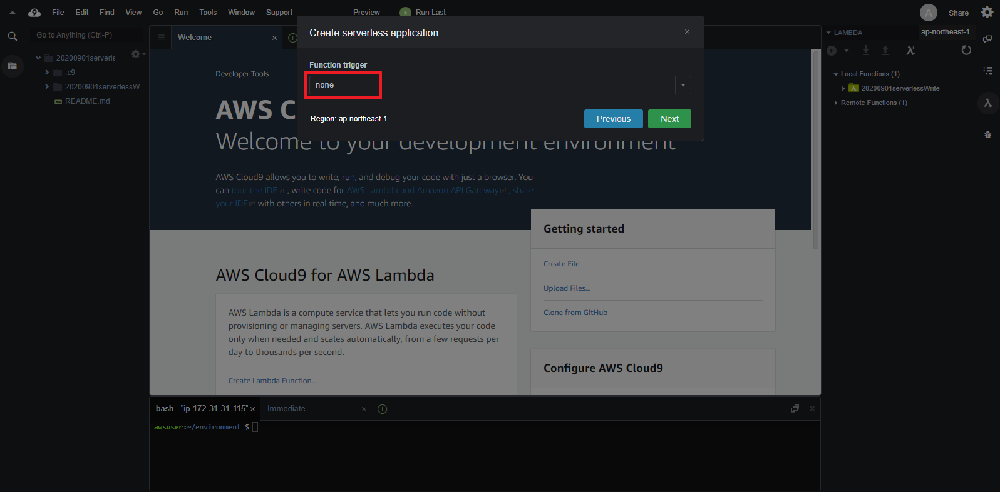 File Edit Find View Go Run Tools Window Support Preview Run Last A Share
Go to Anything (Ctrl-P)
20200901serverle
.c9
20200901serverlessW
README.md
Welcome
Create serverless application
Function trigger
none
Region: ap-northeast-1
Previous
Next
LAMBDA
ap-northeast-1
Local Functions (1)
20200901serverlessWrite
Remote Functions (1)
Developer Tools
AWS C
Welcome to your development environment
AWS Cloud9 allows you to write, run, and debug your code with just a browser. You
can tour the IDE , write code for AWS Lambda and Amazon API Gateway , share
your IDE with others in real time, and much more.
Getting started
Create File
Upload Files...
Clone from GitHub
AWS Cloud9 for AWS Lambda
AWS Lambda is a compute service that lets you run code without
provisioning or managing servers. AWS Lambda executes your code
only when needed and scales automatically, from a few requests per
day to thousands per second.
Create Lambda Function...
Configure AWS Cloud9
bash - "ip-172-31-31-115"
Immediate
awsuser:~/environment $